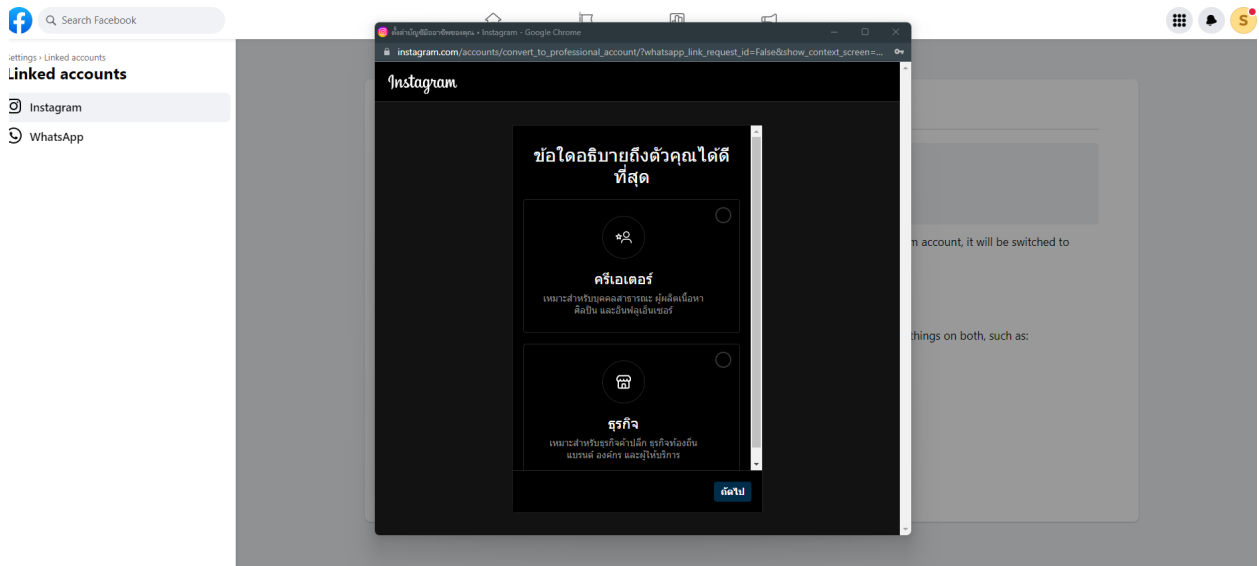 Search Facebook
S
Settings › Linked accounts
Linked accounts
Instagram
WhatsApp
ตั้งค่าบัญชีมืออาชีพของคุณ • Instagram - Google Chrome
instagram.com/accounts/convert_to_professional_account/?whatsapp_link_request_id=False&show_context_screen=...
Instagram
ข้อใดอธิบายถึงตัวคุณได้ดี
ที่สุด
ครีเอเตอร์
เหมาะสำหรับบุคคลสาธารณะ ผู้ผลิตเนื้อหา
ศิลปิน และอินฟลูเอ็นเซอร์
ธุรกิจ
เหมาะสำหรับธุรกิจค้าปลีก ธุรกิจท้องถิ่น
แบรนด์ องค์กร และผู้ให้บริการ
ถัดไป
m account, it will be switched to
things on both, such as: